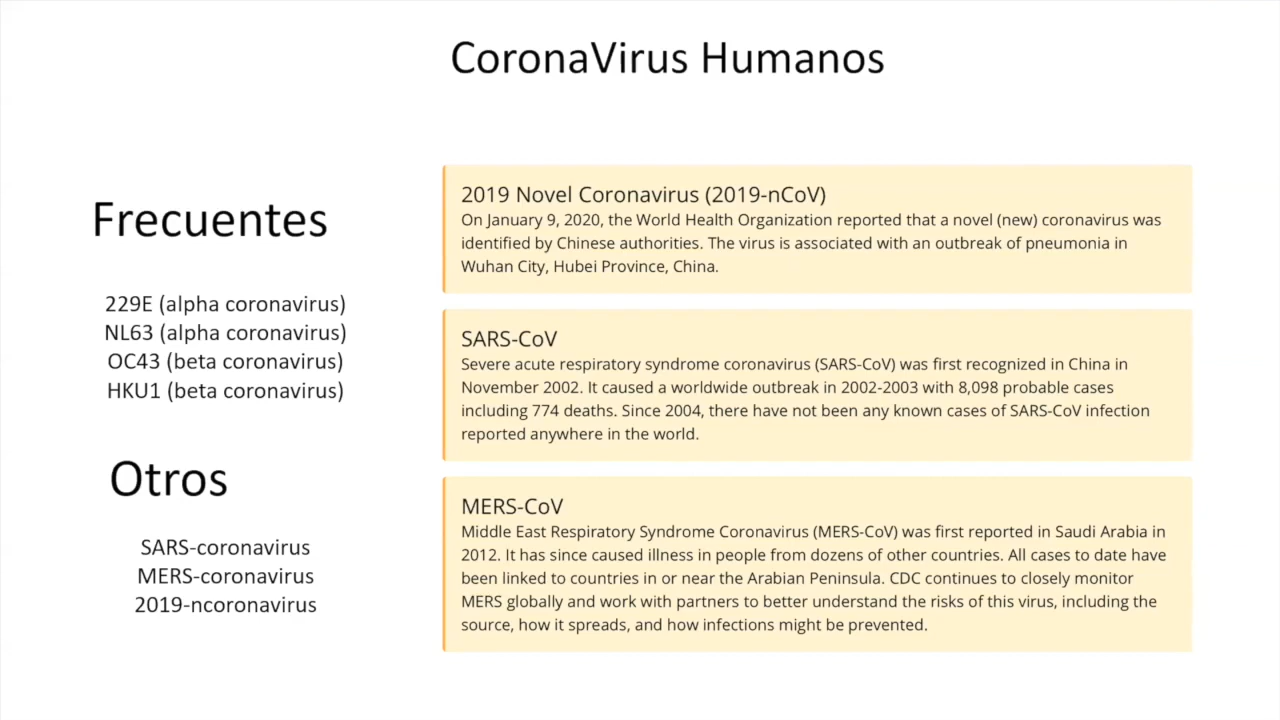 CoronaVirus Humanos
Frecuentes
229E (alpha coronavirus)
NL63 (alpha coronavirus)
OC43 (beta coronavirus)
HKU1 (beta coronavirus)
Otros
SARS-coronavirus
MERS-coronavirus
2019-ncoronavirus
2019 Novel Coronavirus (2019-nCoV)
On January 9, 2020, the World Health Organization reported that a novel (new) coronavirus was
identified by Chinese authorities. The virus is associated with an outbreak of pneumonia in
Wuhan City, Hubei Province, China.
SARS-CoV
Severe acute respiratory syndrome coronavirus (SARS-CoV) was first recognized in China in
November 2002. It caused a worldwide outbreak in 2002-2003 with 8,098 probable cases
including 774 deaths. Since 2004, there have not been any known cases of SARS-CoV infection
reported anywhere in the world.
MERS-CoV
Middle East Respiratory Syndrome Coronavirus (MERS-CoV) was first reported in Saudi Arabia in
2012. It has since caused illness in people from dozens of other countries. All cases to date have
been linked to countries in or near the Arabian Peninsula. CDC continues to closely monitor
MERS globally and work with partners to better understand the risks of this virus, including the
source, how it spreads, and how infections might be prevented.